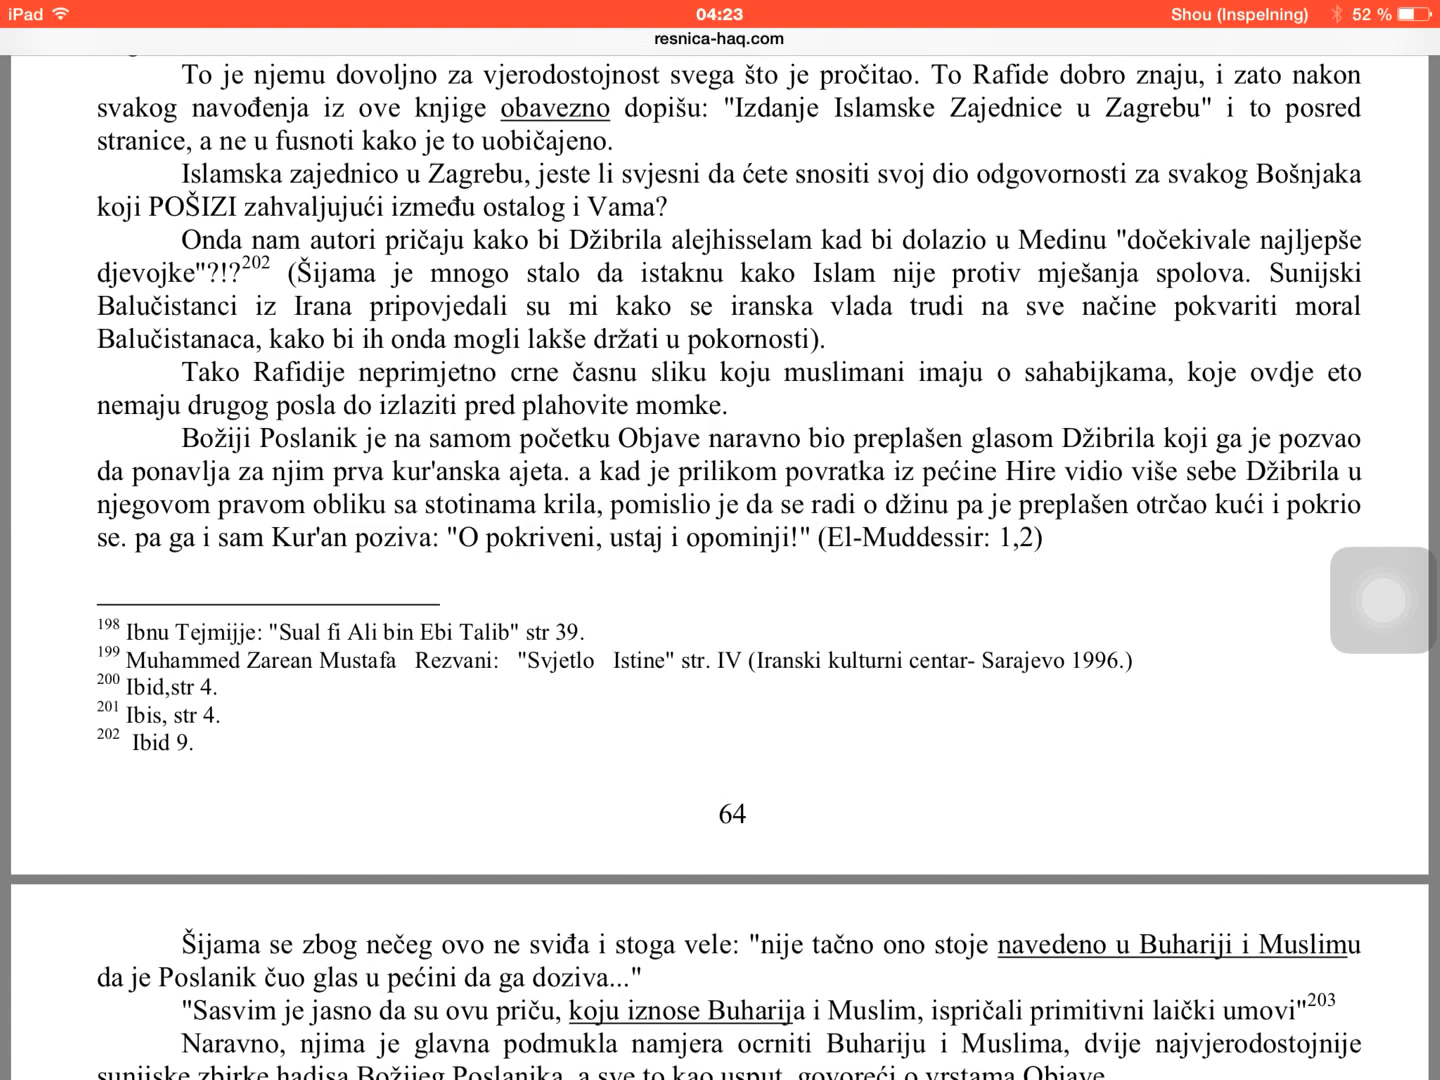 iPad 04:23 Shou (Inspelning) 52 %
resnica-haq.com
To je njemu dovoljno za vjerodostojnost svega što je pročitao. To Rafide dobro znaju, i zato nakon
svakog navođenja iz ove knjige obavezno dopišu: "Izdanje Islamske Zajednice u Zagrebu" i to posred
stranice, a ne u fusnoti kako je to uobičajeno.
Islamska zajednico u Zagrebu, jeste li svjesni da ćete snositi svoj dio odgovornosti za svakog Bošnjaka
koji POŠIZI zahvaljujući između ostalog i Vama?
Onda nam autori pričaju kako bi Džibrila alejhisselam kad bi dolazio u Medinu "dočekivale najljepše
djevojke"?!?202 (Šijama je mnogo stalo da istaknu kako Islam nije protiv mješanja spolova. Sunijski
Balučistanci iz Irana pripovjedali su mi kako se iranska vlada trudi na sve načine pokvariti moral
Balučistanaca, kako bi ih onda mogli lakše držati u pokornosti).
Tako Rafidije neprimjetno crne časnu sliku koju muslimani imaju o sahabijkama, koje ovdje eto
nemaju drugog posla do izlaziti pred plahovite momke.
Božiji Poslanik je na samom početku Objave naravno bio preplašen glasom Džibrila koji ga je pozvao
da ponavlja za njim prva kur'anska ajeta. a kad je prilikom povratka iz pećine Hire vidio više sebe Džibrila u
njegovom pravom obliku sa stotinama krila, pomislio je da se radi o džinu pa je preplašen otrčao kući i pokrio
se. pa ga i sam Kur'an poziva: "O pokriveni, ustaj i opominji!" (El-Muddessir: 1,2)
198 Ibnu Tejmijje: "Sual fi Ali bin Ebi Talib" str 39.
199 Muhammed Zarean Mustafa Rezvani: "Svjetlo Istine" str. IV (Iranski kulturni centar- Sarajevo 1996.)
200 Ibid,str 4.
201 Ibis, str 4.
202 Ibid 9.
64
Šijama se zbog nečeg ovo ne sviđa i stoga vele: "nije tačno ono stoje navedeno u Buhariji i Muslimu
da je Poslanik čuo glas u pećini da ga doziva..."
"Sasvim je jasno da su ovu priču, koju iznose Buharija i Muslim, ispričali primitivni laički umovi"203
Naravno, njima je glavna podmukla namjera ocrniti Buhariju i Muslima, dvije najvjerodostojnije
sunijske zbirke hadisa Božijeg Poslanika, a sve to kao usput, govoreći o vrstama Objave